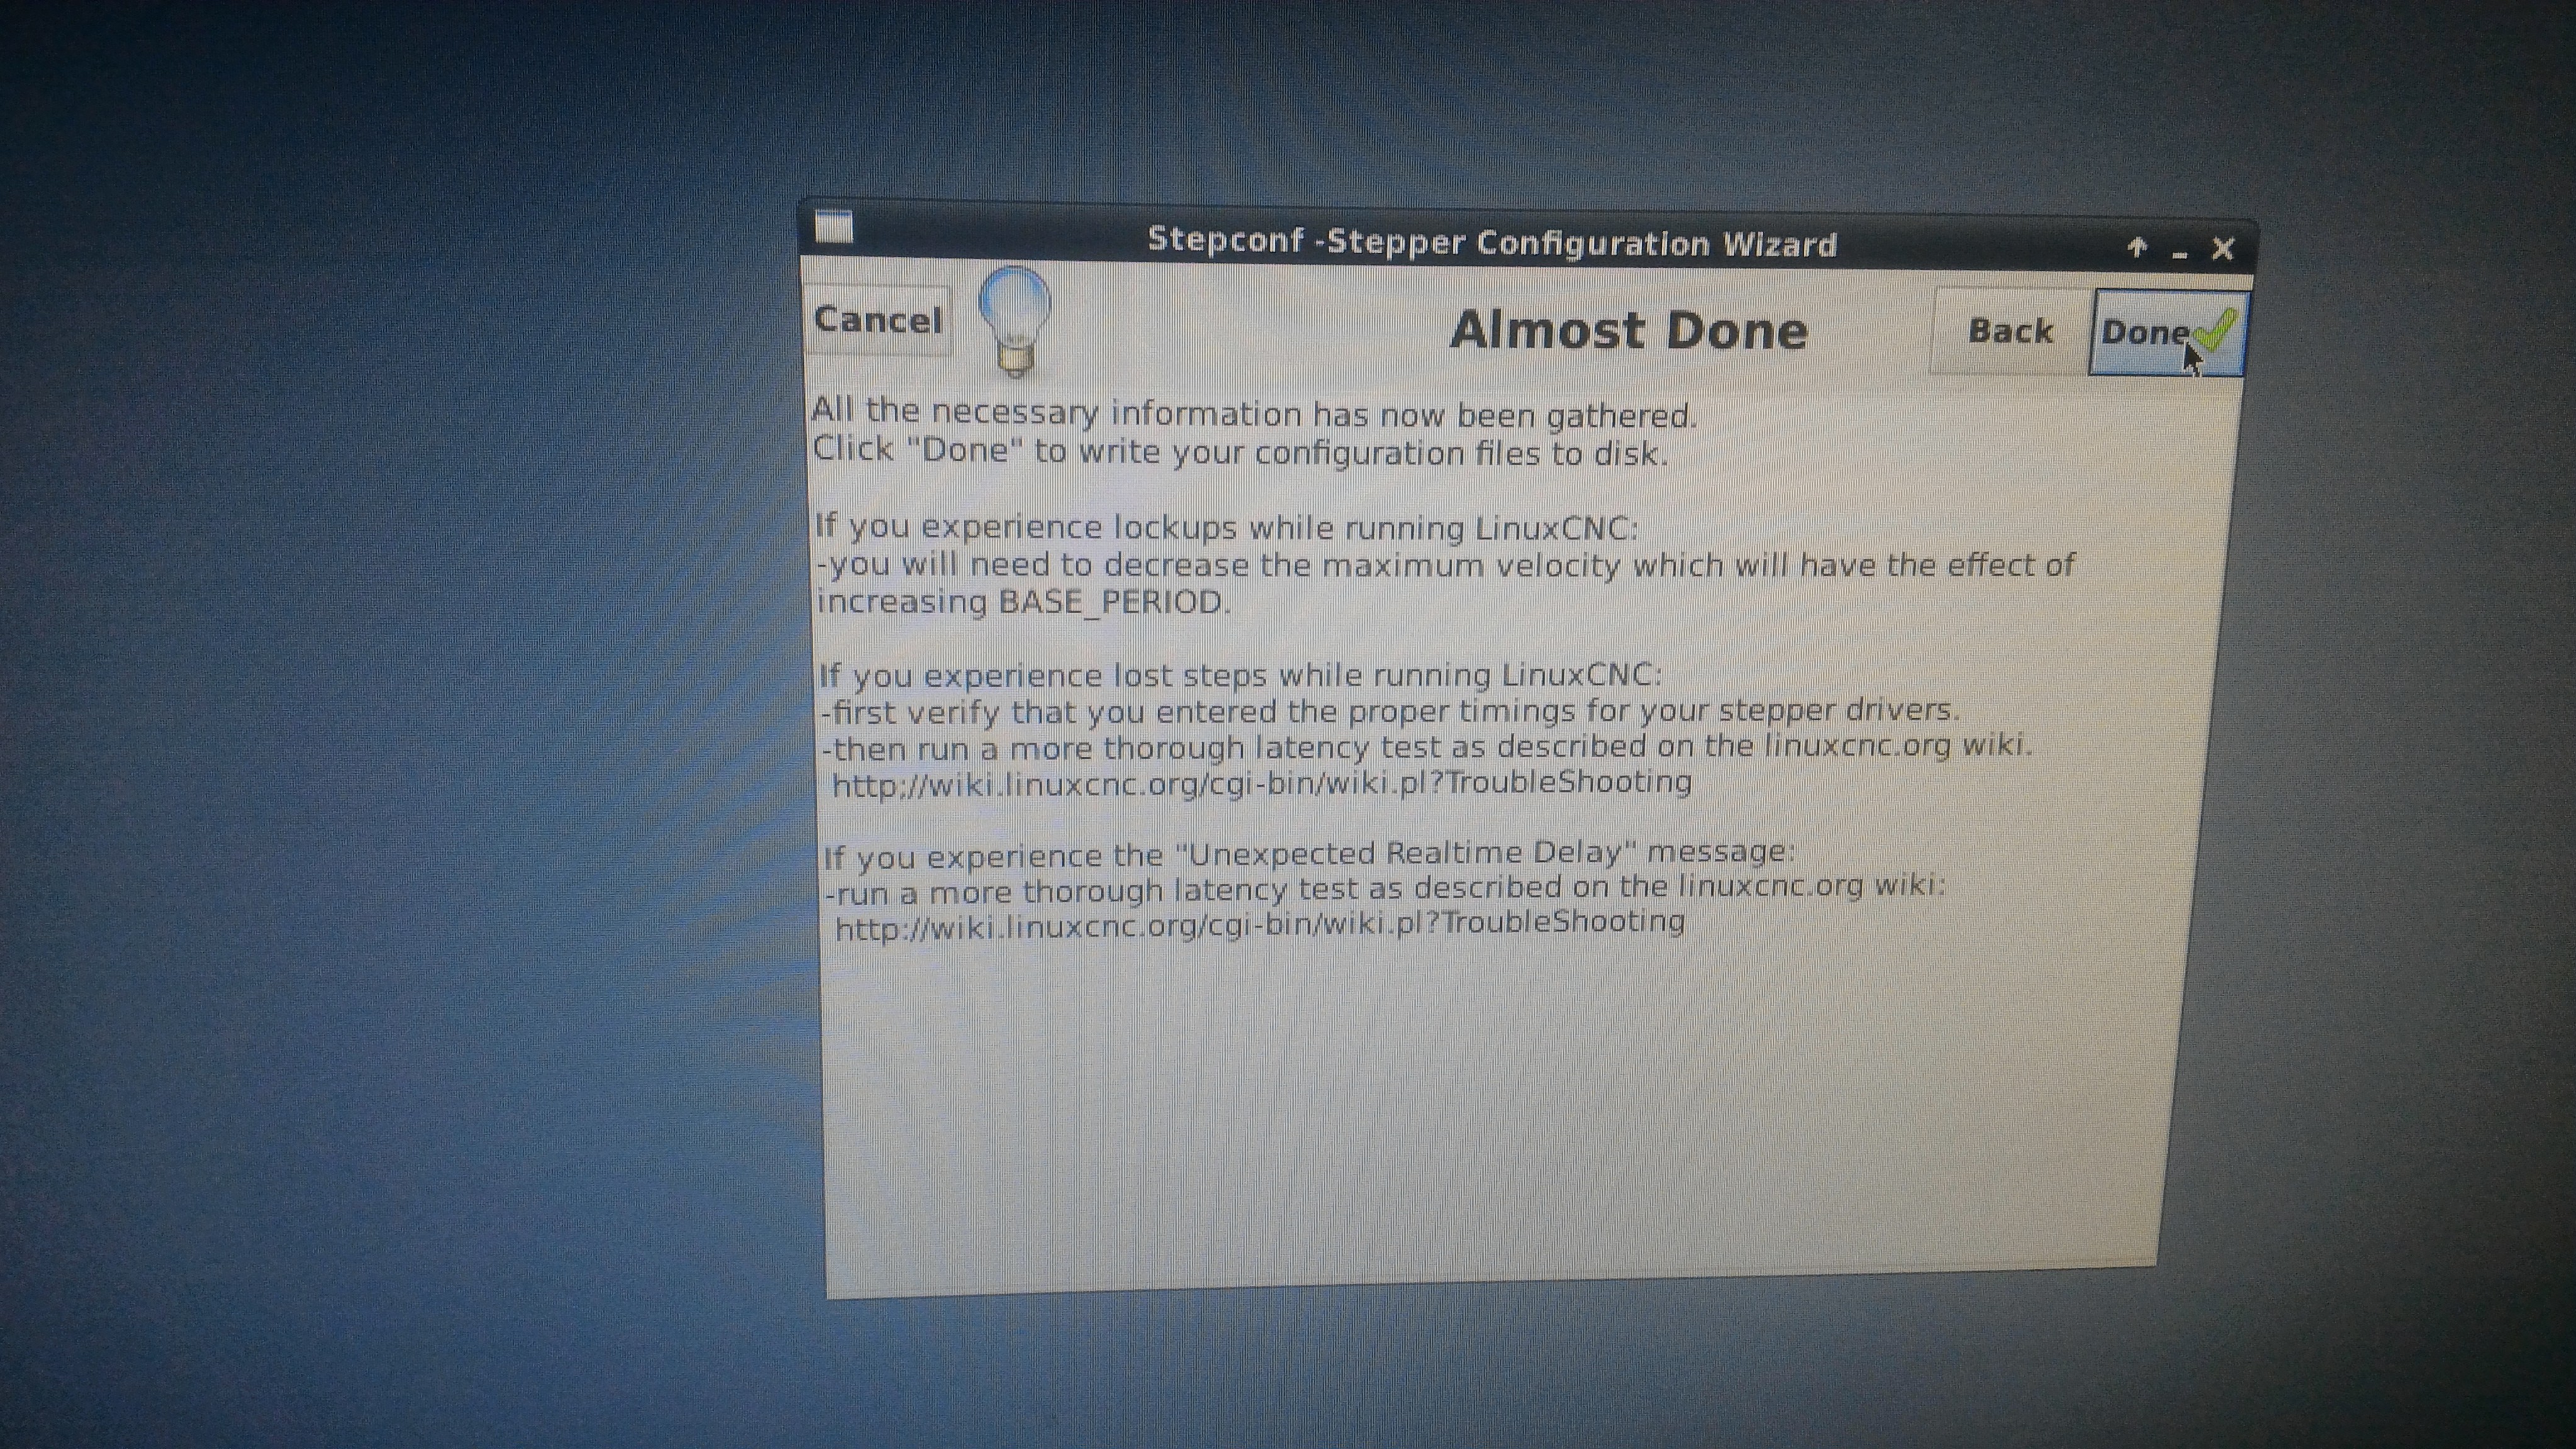 Stepconf -Stepper Configuration Wizard
Cancel
Almost Done
Back
Done
All the necessary information has now been gathered.
Click "Done" to write your configuration files to disk.
If you experience lockups while running LinuxCNC:
-you will need to decrease the maximum velocity which will have the effect of
increasing BASE_PERIOD.
If you experience lost steps while running LinuxCNC:
-first verify that you entered the proper timings for your stepper drivers.
-then run a more thorough latency test as described on the linuxcnc.org wiki.
http://wiki.linuxcnc.org/cgi-bin/wiki.pl?TroubleShooting
If you experience the "Unexpected Realtime Delay" message:
-run a more thorough latency test as described on the linuxcnc.org wiki:
http://wiki.linuxcnc.org/cgi-bin/wiki.pl?TroubleShooting